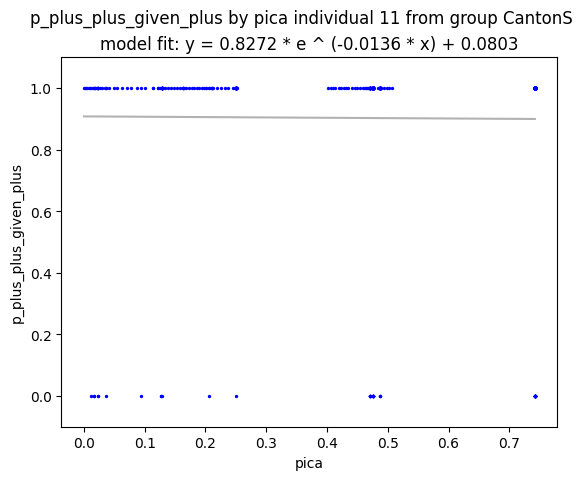 p_plus_plus_given_plus by pica individual 11 from group CantonS
model fit: y = 0.8272 * e ^ (-0.0136 * x) + 0.0803
1.0
0.8
0.6
0.4
0.2
0.0
p_plus_plus_given_plus
0.0 0.1 0.2 0.3 0.4 0.5 0.6 0.7
pica